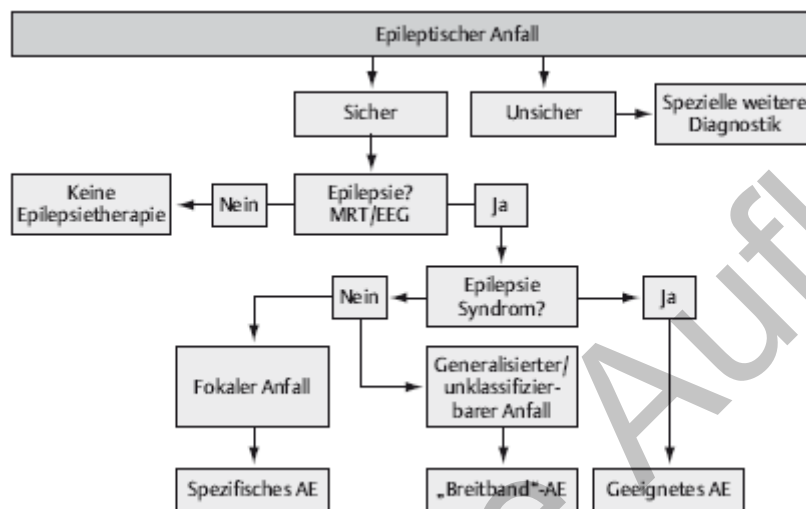 Epileptischer Anfall
Sicher
Unsicher
Spezielle weitere
Diagnostik
Keine
Epilepsietherapie
Nein
Epilepsie?
MRT/EEG
Ja
Nein
Epilepsie
Syndrom?
Ja
Fokaler Anfall
Generalisierter/
unklassifizier-
barer Anfall
Spezifisches AE
„Breitband“-AE
Geeignetes AE
e Aufl